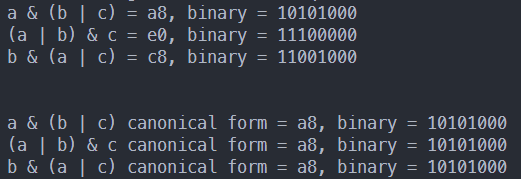 a & (b | c) = a8, binary = 10101000
(a | b) & c = e0, binary = 11100000
b & (a | c) = c8, binary = 11001000
a & (b | c) canonical form = a8, binary = 10101000
(a | b) & c canonical form = a8, binary = 10101000
b & (a | c) canonical form = a8, binary = 10101000